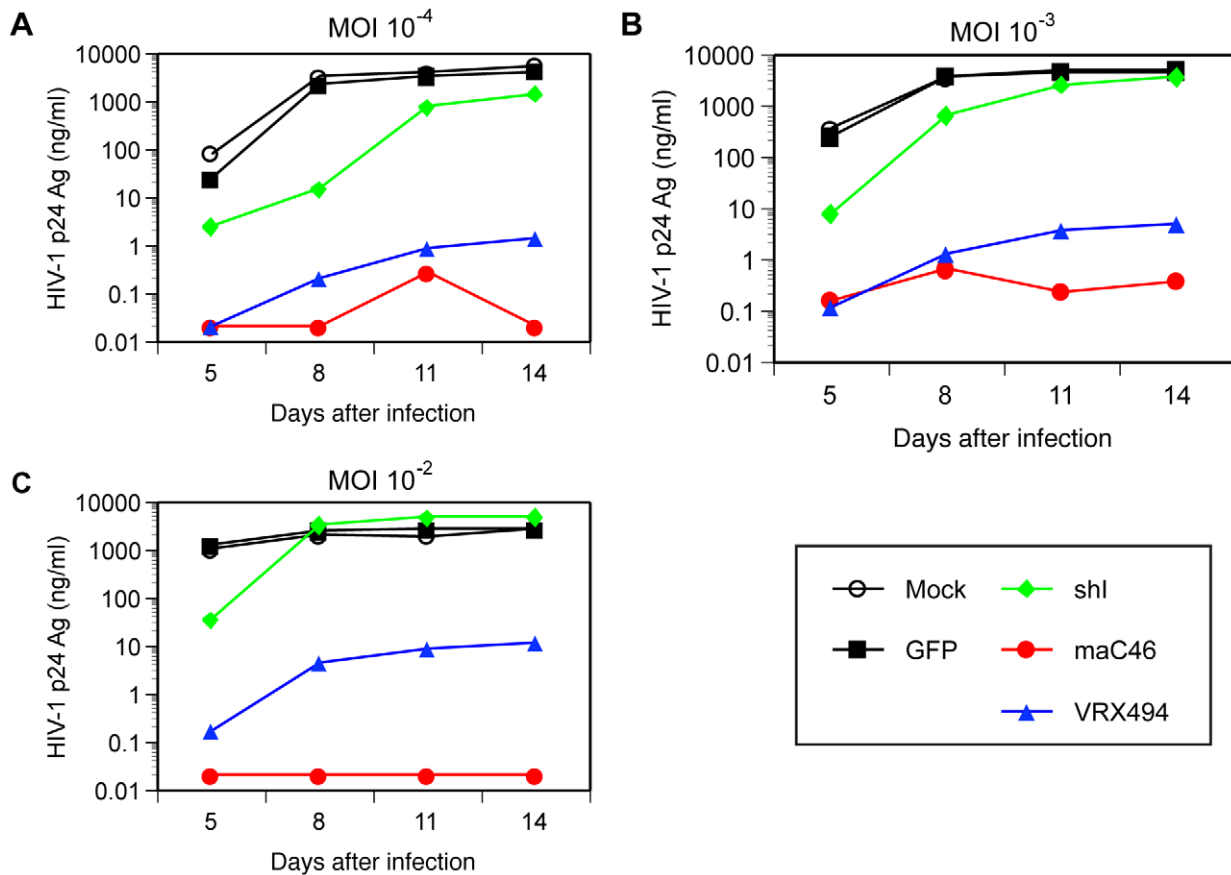 A
MOI 10⁻⁴
HIV-1 p24 Ag (ng/ml)
10000
1000
100
10
1
0.1
0.01
5 8 11 14
Days after infection
B
MOI 10⁻³
HIV-1 p24 Ag (ng/ml)
10000
1000
100
10
1
0.1
0.01
5 8 11 14
Days after infection
C
MOI 10⁻²
HIV-1 p24 Ag (ng/ml)
10000
1000
100
10
1
0.1
0.01
5 8 11 14
Days after infection
Mock
GFP
shI
maC46
VRX494